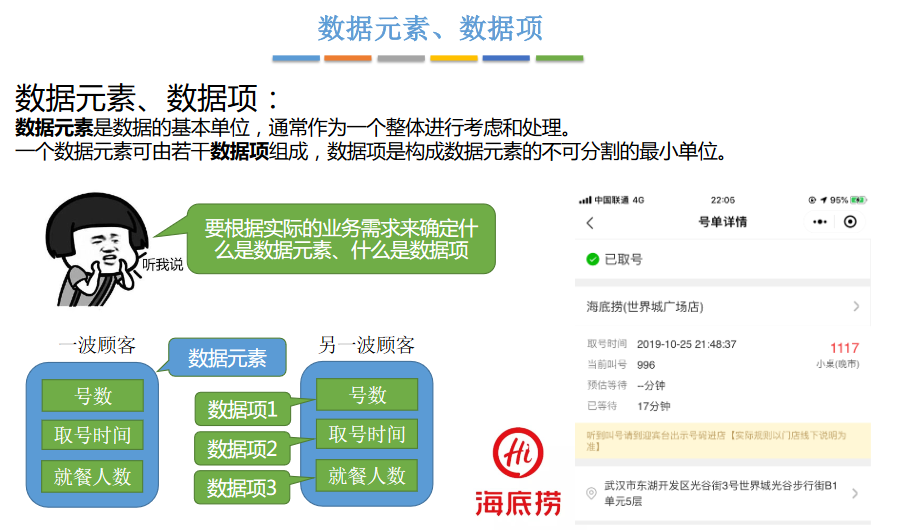 数据元素、数据项
数据元素、数据项：
数据元素是数据的基本单位，通常作为一个整体进行考虑和处理。
一个数据元素可由若干数据项组成，数据项是构成数据元素的不可分割的最小单位。
听我说
要根据实际的业务需求来确定什
么是数据元素、什么是数据项
一波顾客
数据元素
号数
取号时间
就餐人数
另一波顾客
数据项1
数据项2
数据项3
号数
取号时间
就餐人数
Hi
海底捞
中国联通 4G
22:05
95%
号单详情
已取号
海底捞(世界城广场店)
取号时间 2019-10-25 21:48:37
1117
当前叫号 996
小桌(晚市)
预估等待 --分钟
已等待 17分钟
听到叫号请到迎宾台出示号码进店【实际规则以门店线下说明为
准】
武汉市东湖开发区光谷街3号世界城光谷步行街B1
单元5层